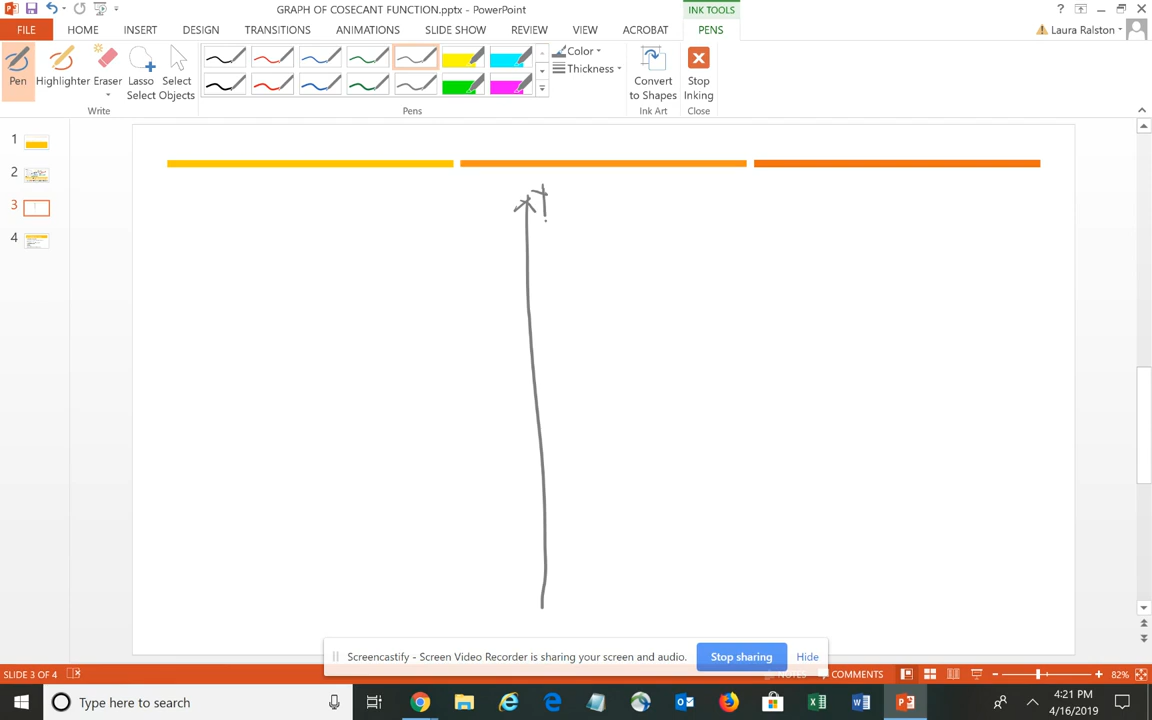 GRAPH OF COSECANT FUNCTION.pptx - PowerPoint
INK TOOLS
?
FILE HOME INSERT DESIGN TRANSITIONS ANIMATIONS SLIDE SHOW REVIEW VIEW ACROBAT PENS
Laura Ralston
Pen
Highlighter
Eraser
Lasso Select
Select Objects
Color
Thickness
Convert to Shapes
Stop Inking
Write
Pens
Ink Art
Close
1
2
3
4
Screencastify - Screen Video Recorder is sharing your screen and audio.
Stop sharing
Hide
SLIDE 3 OF 4
NOTES
COMMENTS
82%
Type here to search
4:21 PM
4/16/2019